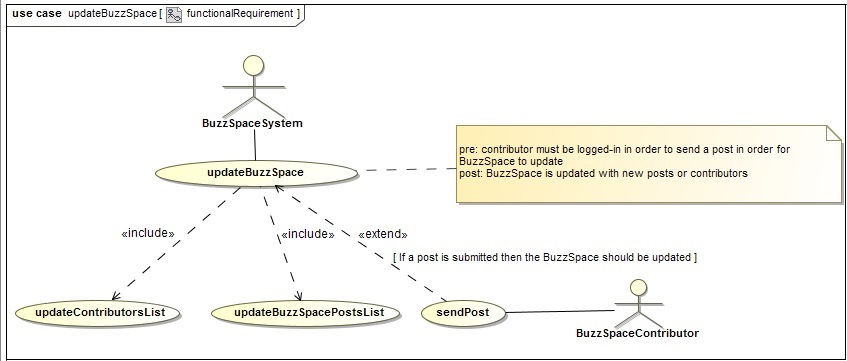 use case updateBuzzSpace [ functionalRequirement ]
BuzzSpaceSystem
pre: contributor must be logged-in in order to send a post in order for
BuzzSpace to update
post: BuzzSpace is updated with new posts or contributors
updateBuzzSpace
«include»
«include»
«extend»
[ If a post is submitted then the BuzzSpace should be updated ]
updateContributorsList
updateBuzzSpacePostsList
sendPost
BuzzSpaceContributor